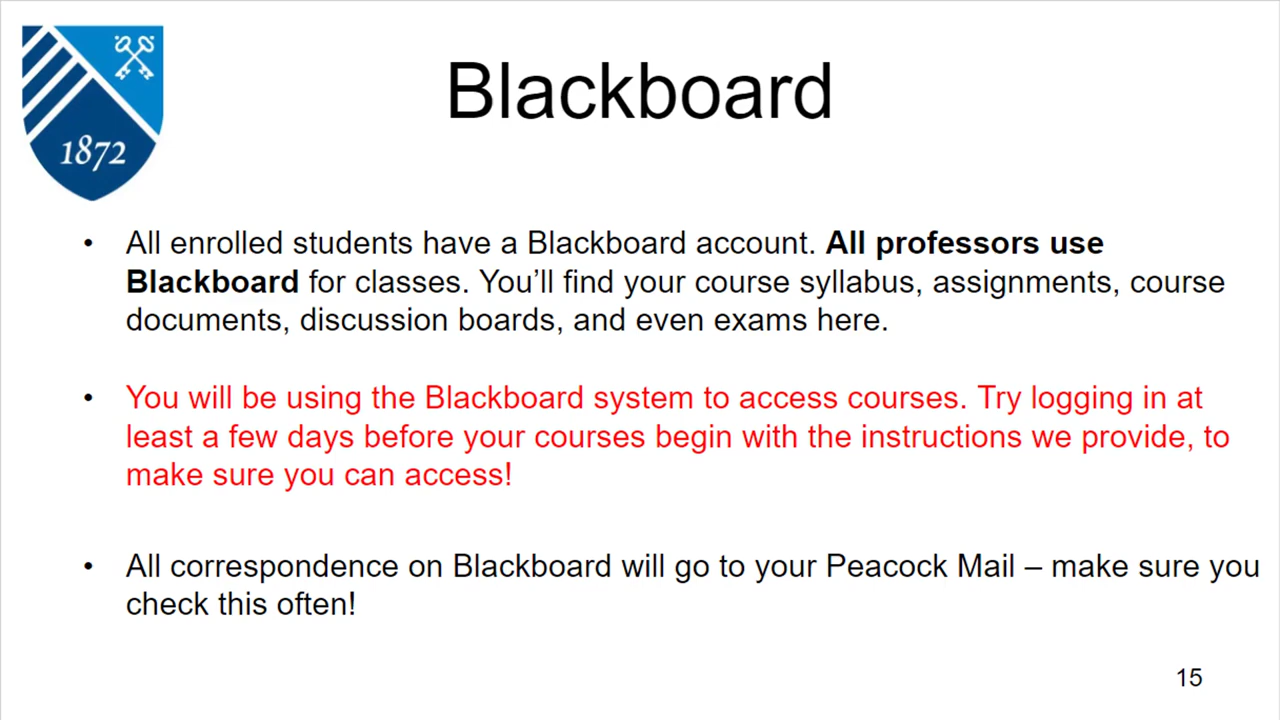 1872
Blackboard
• All enrolled students have a Blackboard account. All professors use
Blackboard for classes. You’ll find your course syllabus, assignments, course
documents, discussion boards, and even exams here.
• You will be using the Blackboard system to access courses. Try logging in at
least a few days before your courses begin with the instructions we provide, to
make sure you can access!
• All correspondence on Blackboard will go to your Peacock Mail – make sure you
check this often!
15